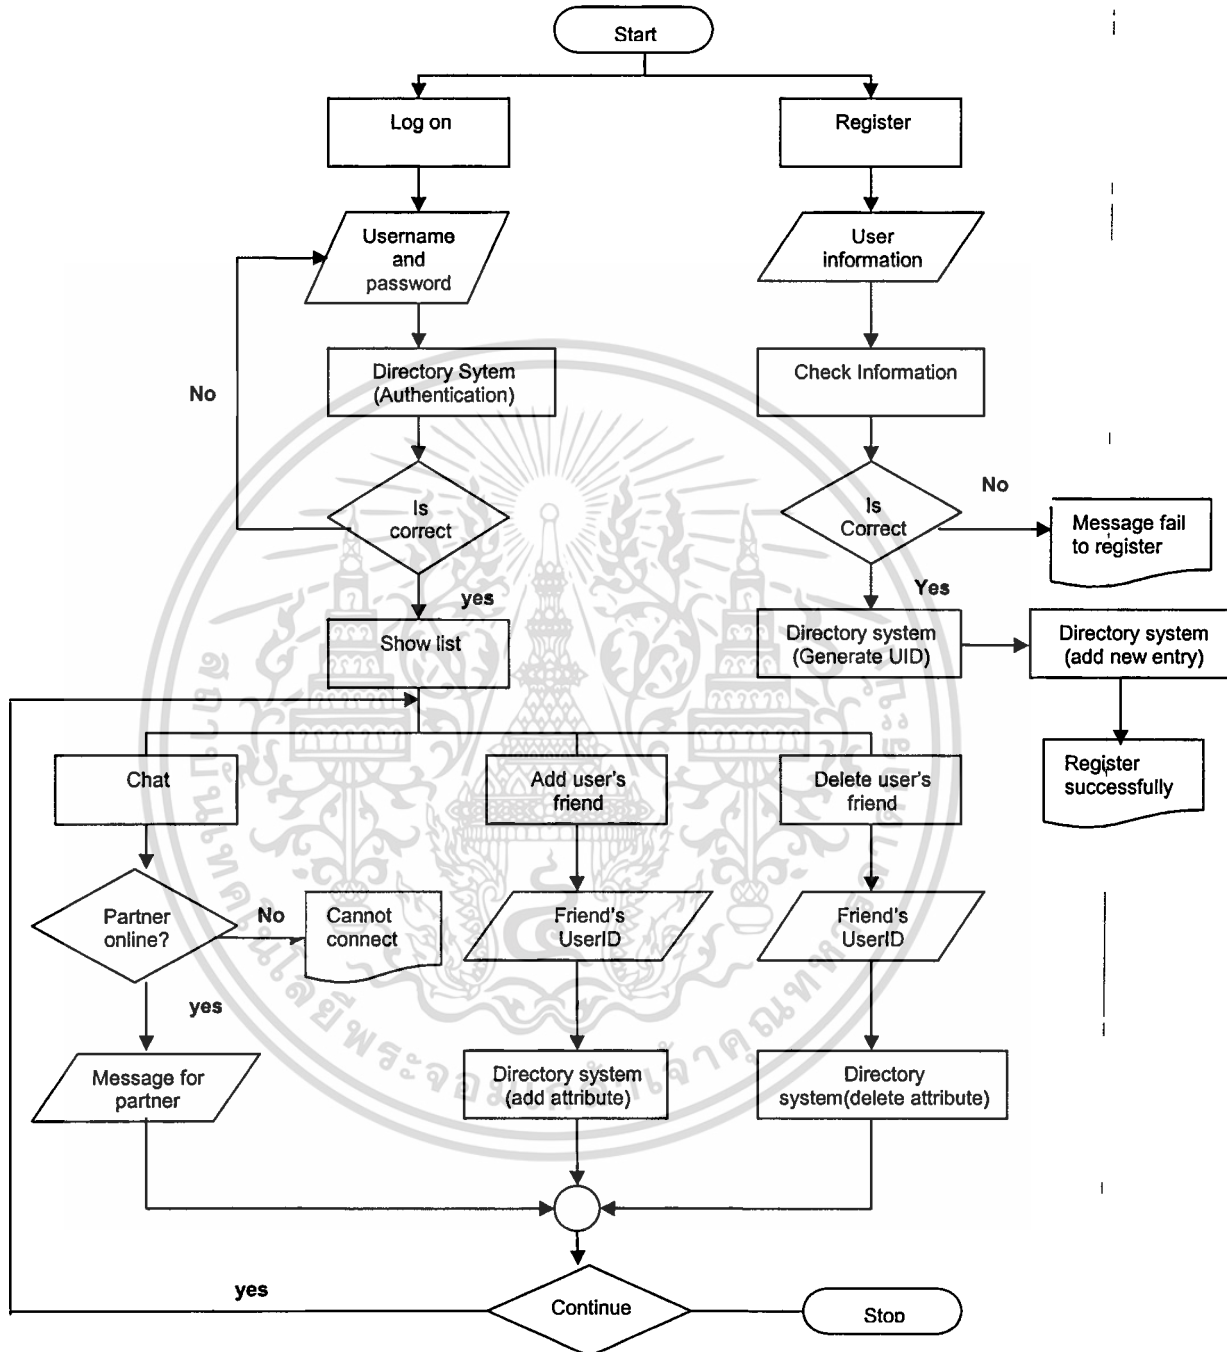 Start
Log on
Register
Username
and
password
User
information
No
Directory Sytem
(Authentication)
Check Information
Is
correct
Is
Correct
No
Message fail
to register
yes
Yes
Show list
Directory system
(Generate UID)
Directory system
(add new entry)
Chat
Add user's
friend
Delete user's
friend
Register
successfully
Partner
online?
No
Cannot
connect
Friend's
UserID
Friend's
UserID
yes
Message for
partner
Directory system
(add attribute)
Directory
system(delete attribute)
yes
Continue
Stop